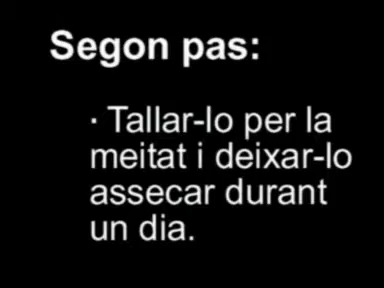 Segon pas:
· Tallar-lo per la
meitat i deixar-lo
assecar durant
un dia.